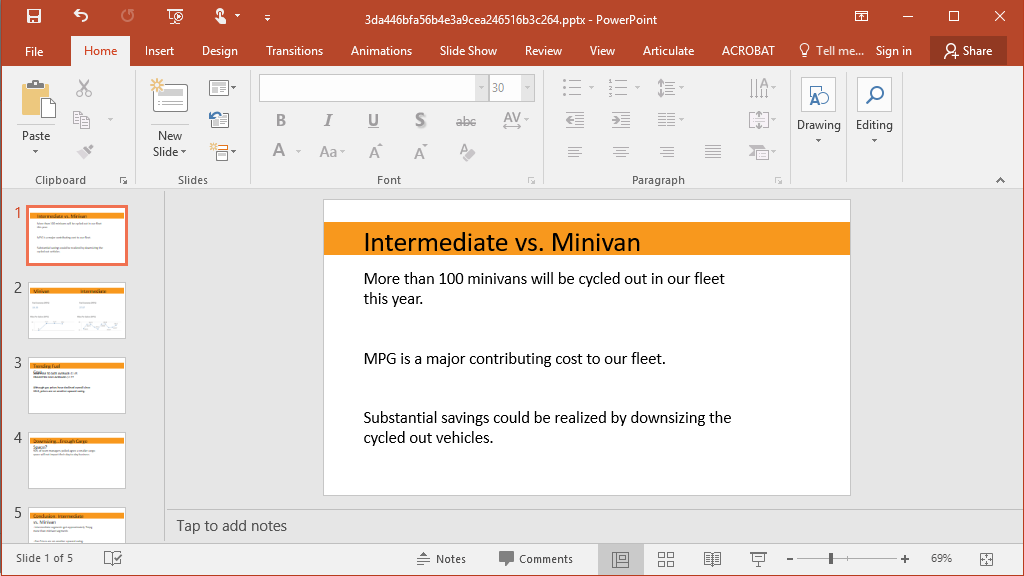 3da446bfa56b4e3a9cea246516b3c264.pptx - PowerPoint
File Home Insert Design Transitions Animations Slide Show Review View Articulate ACROBAT Tell me... Sign in Share
30
B I U S abc AV
A Aa A A A
Paste
New
Slide
Drawing
Editing
Clipboard Slides Font Paragraph
1
Intermediate vs. Minivan
2
Minivan Intermediate
3
Trending Fuel
4
Downsizing...Enough Cargo
Space?
5
Conclusion: Intermediate
vs. Minivan
Intermediate vs. Minivan
More than 100 minivans will be cycled out in our fleet
this year.
MPG is a major contributing cost to our fleet.
Substantial savings could be realized by downsizing the
cycled out vehicles.
Tap to add notes
Slide 1 of 5 Notes Comments 69%